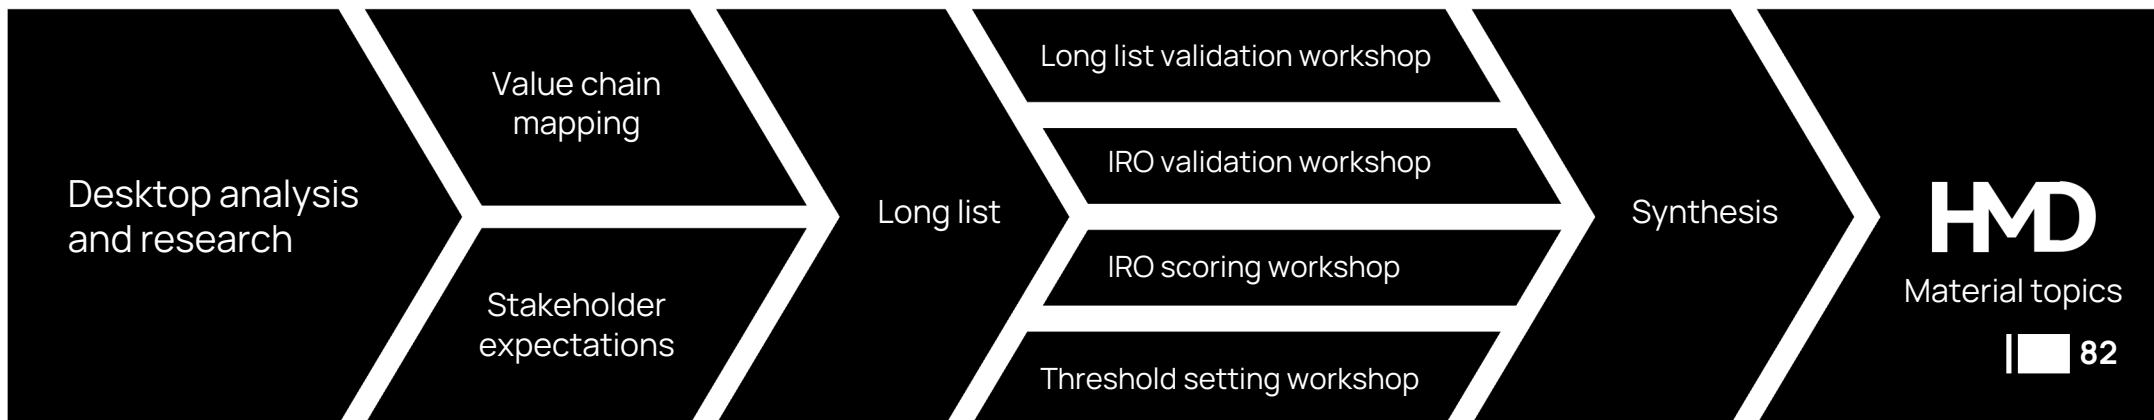 Desktop analysis
and research
Value chain
mapping
Stakeholder
expectations
Long list
Long list validation workshop
IRO validation workshop
IRO scoring workshop
Threshold setting workshop
Synthesis
HMD
Material topics
82